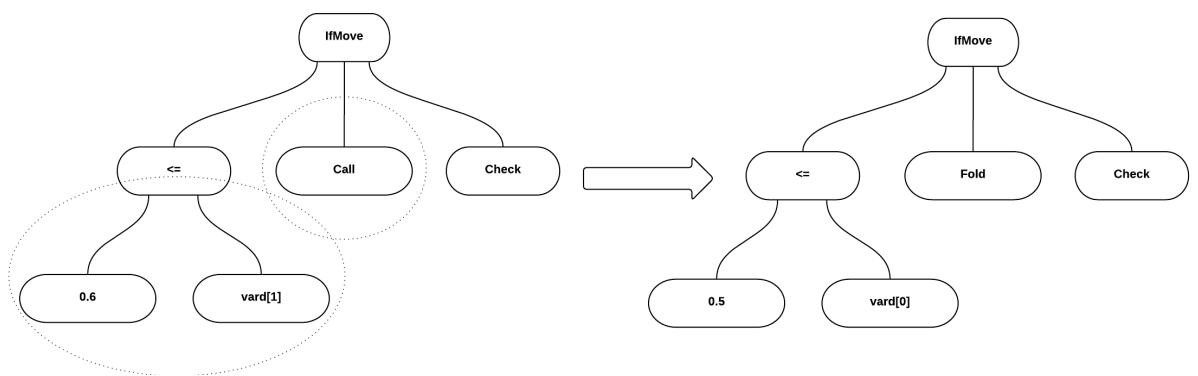 IfMove
<=
Call
Check
0.6
vard[1]
IfMove
<=
Fold
Check
0.5
vard[0]